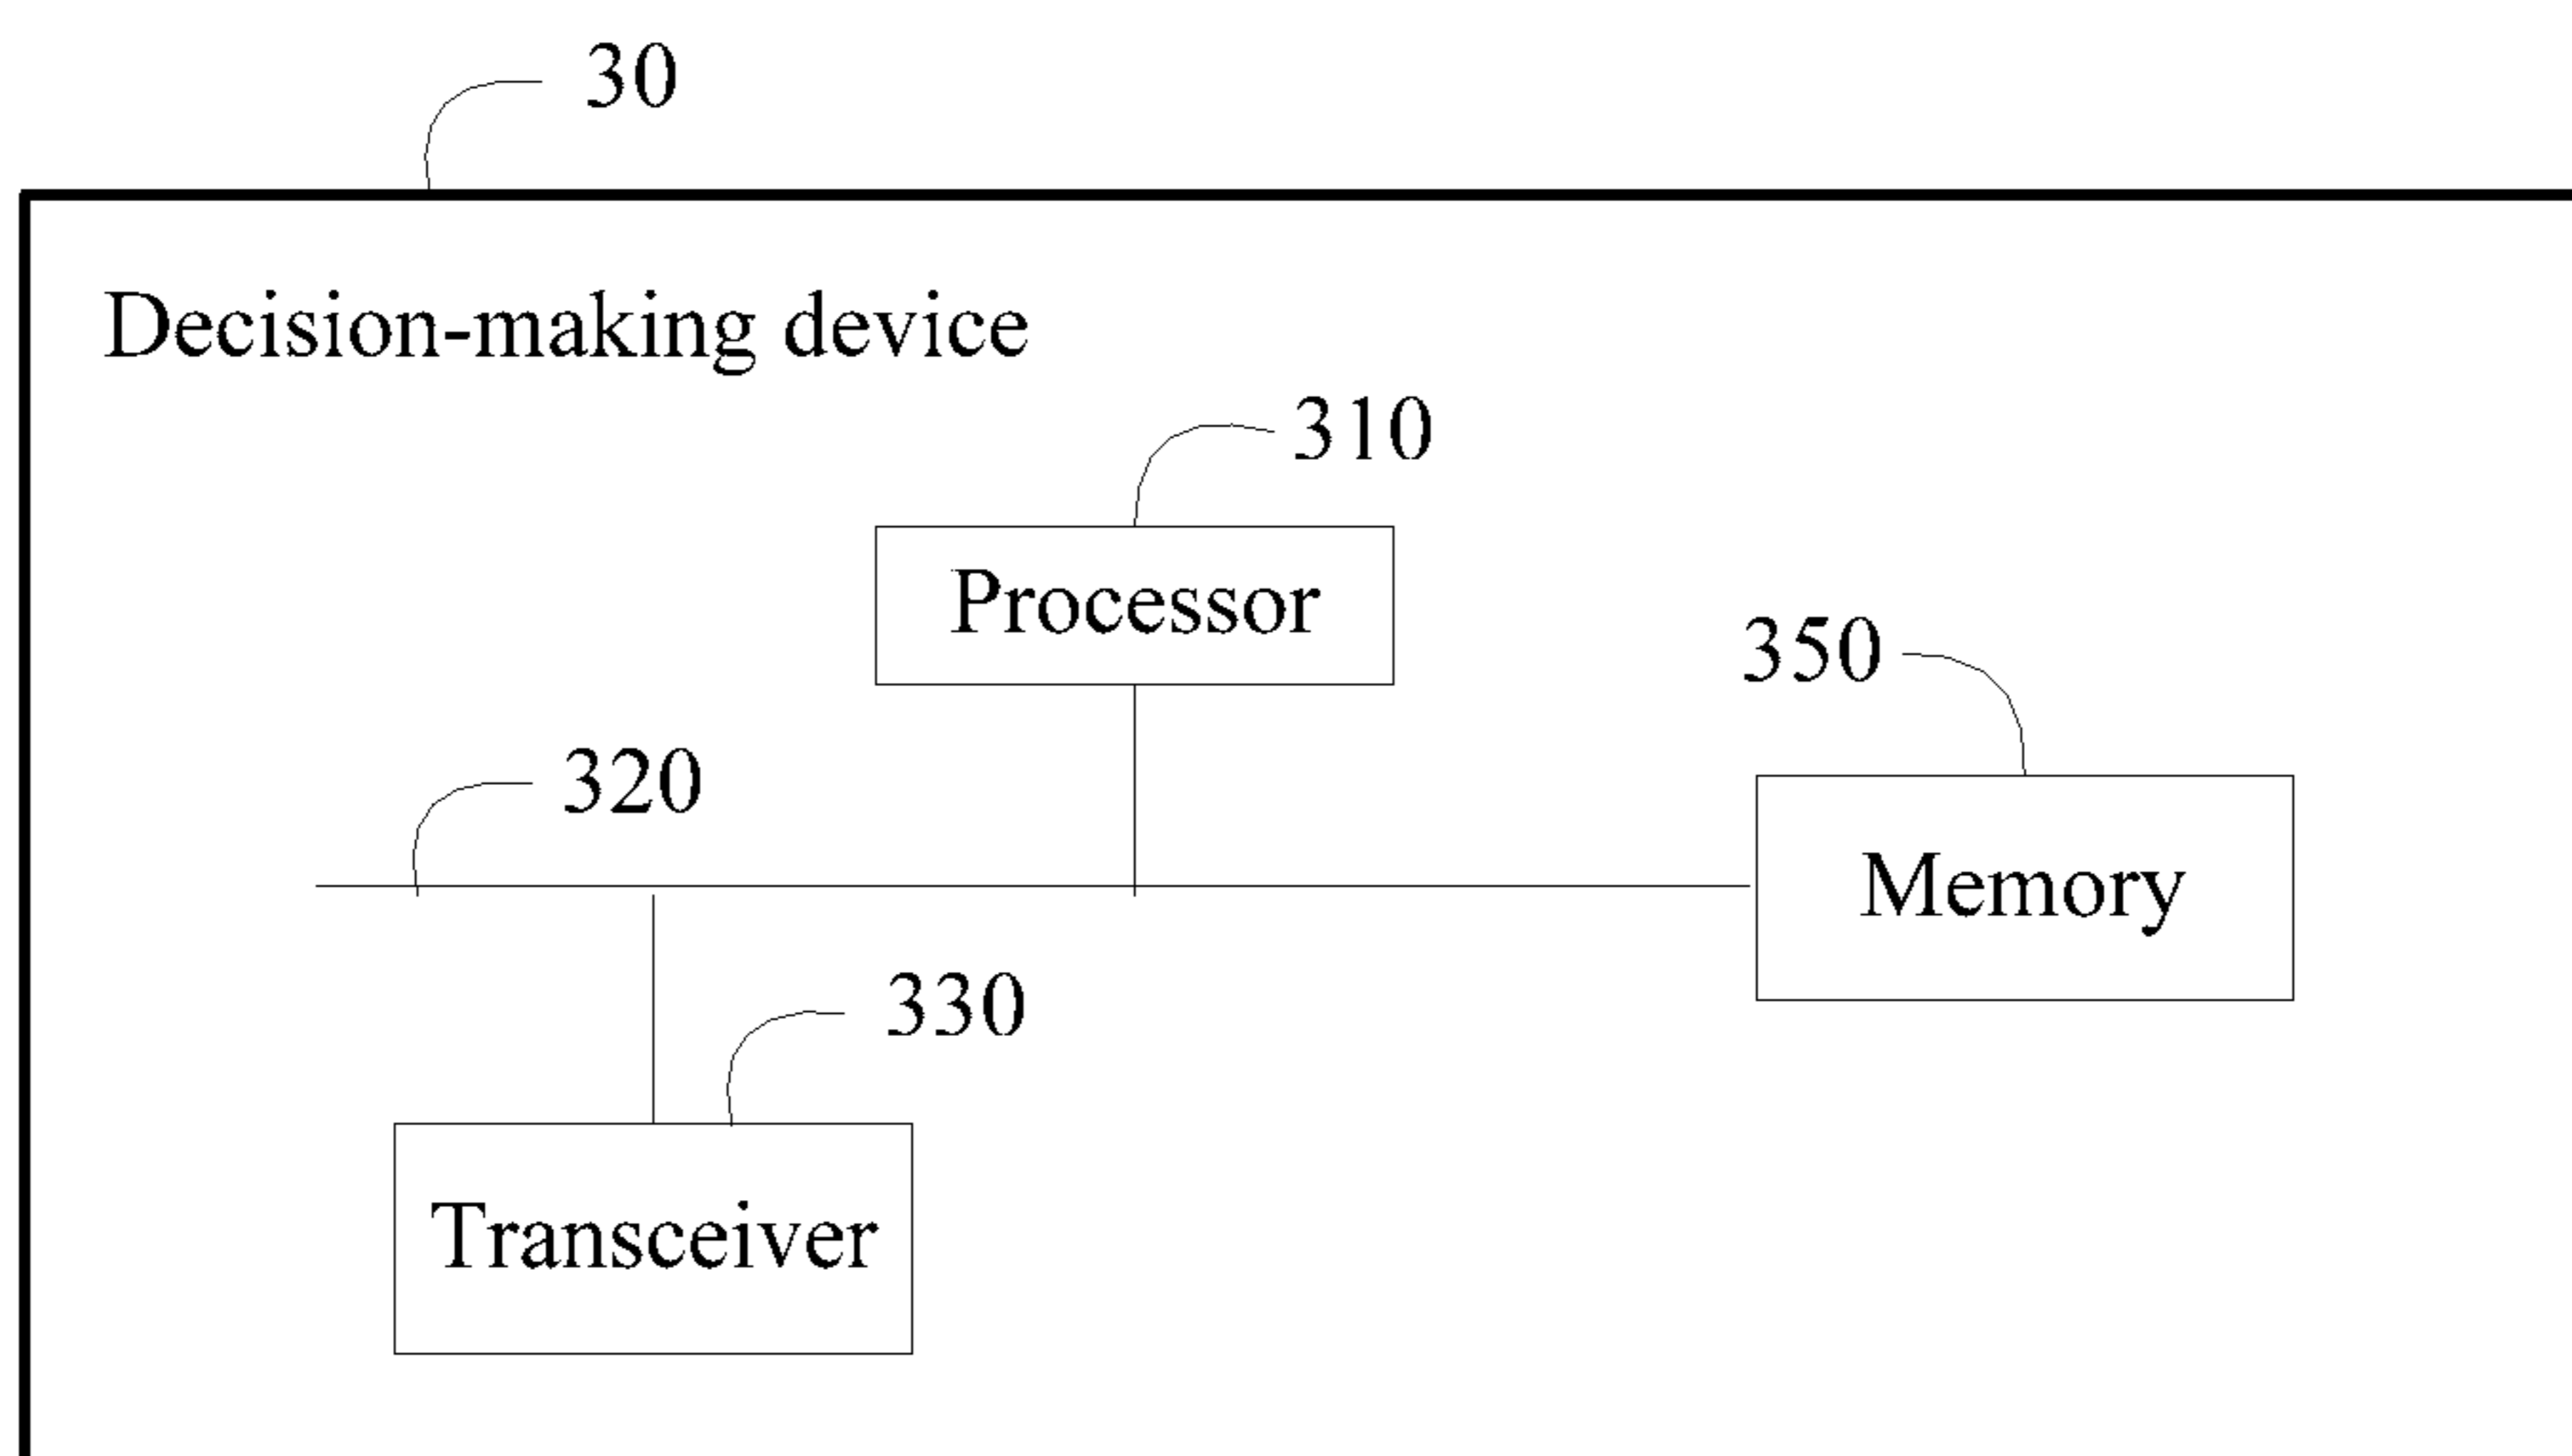 30
Decision-making device
310
Processor
350
320
Memory
330
Transceiver